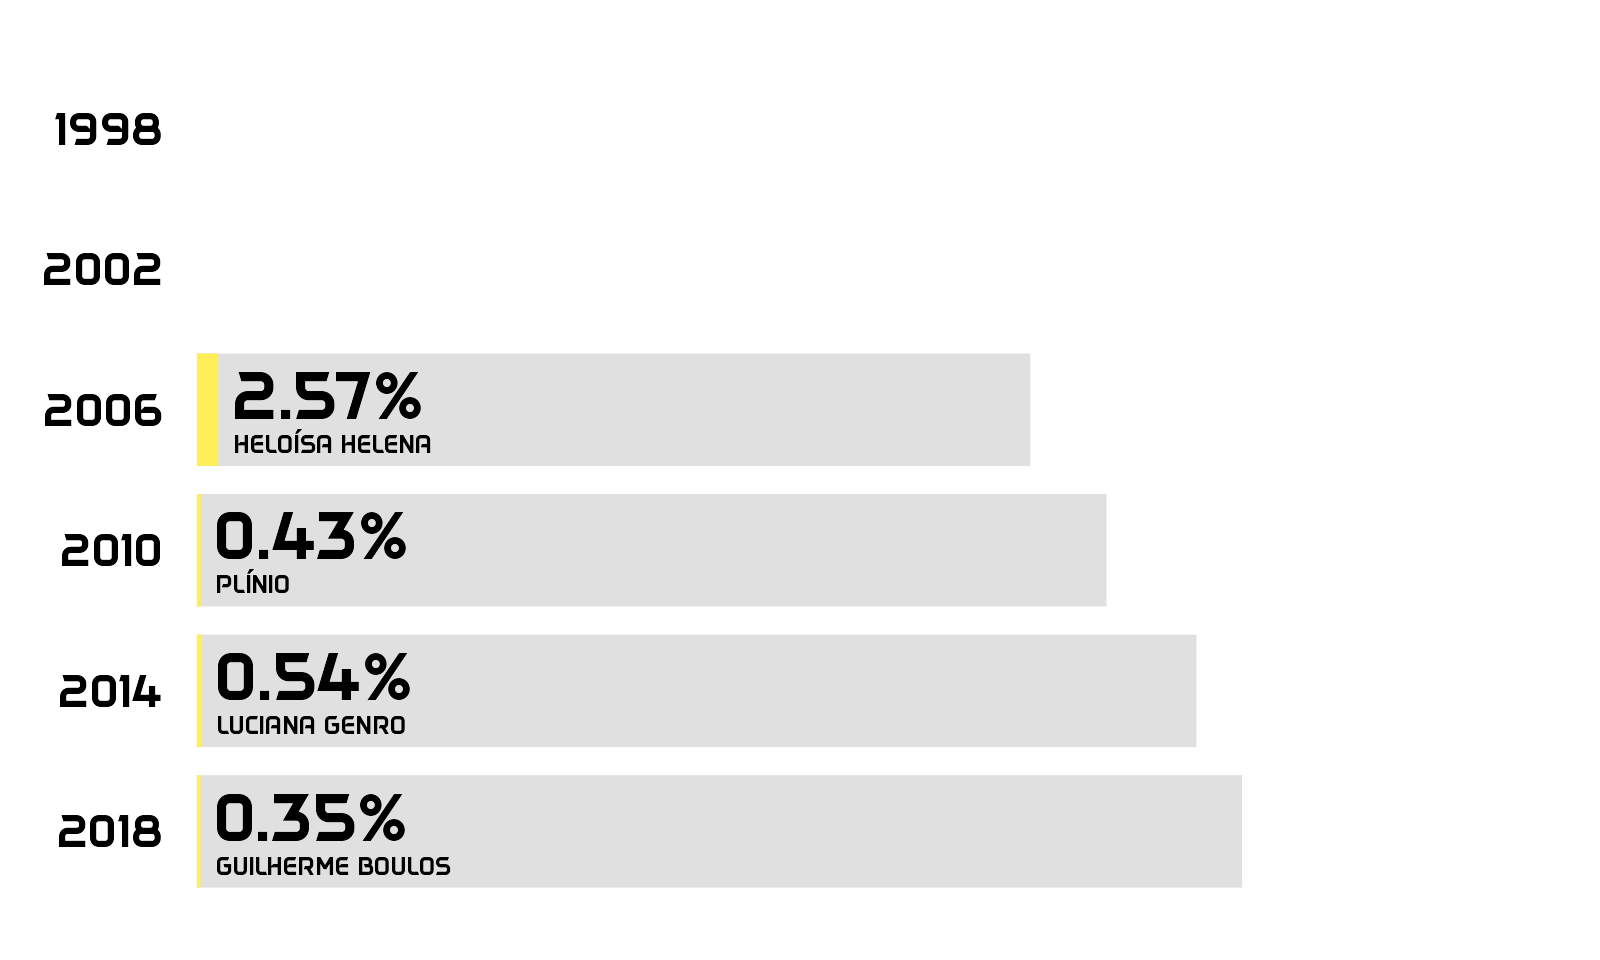 1998
2002
2006
2.57%
HELOÍSA HELENA
2010
0.43%
PLÍNIO
2014
0.54%
LUCIANA GENRO
2018
0.35%
GUILHERME BOULOS